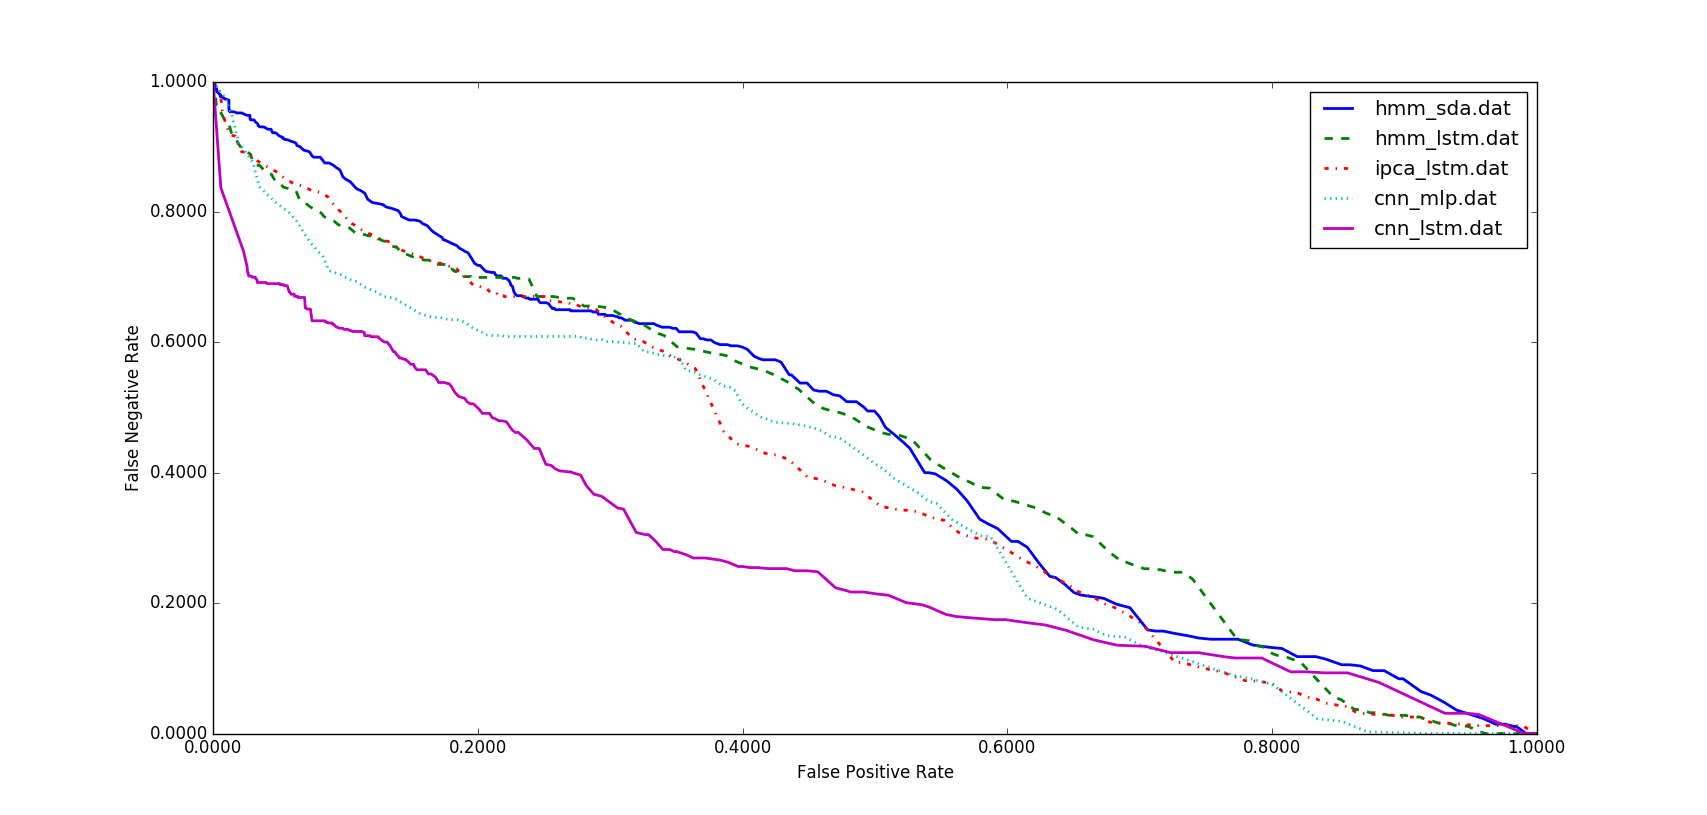 1.0000
0.8000
0.6000
0.4000
0.2000
0.0000
False Negative Rate
hmm_sda.dat
hmm_lstm.dat
ipca_lstm.dat
cnn_mlp.dat
cnn_lstm.dat
0.0000 0.2000 0.4000 0.6000 0.8000 1.0000
False Positive Rate